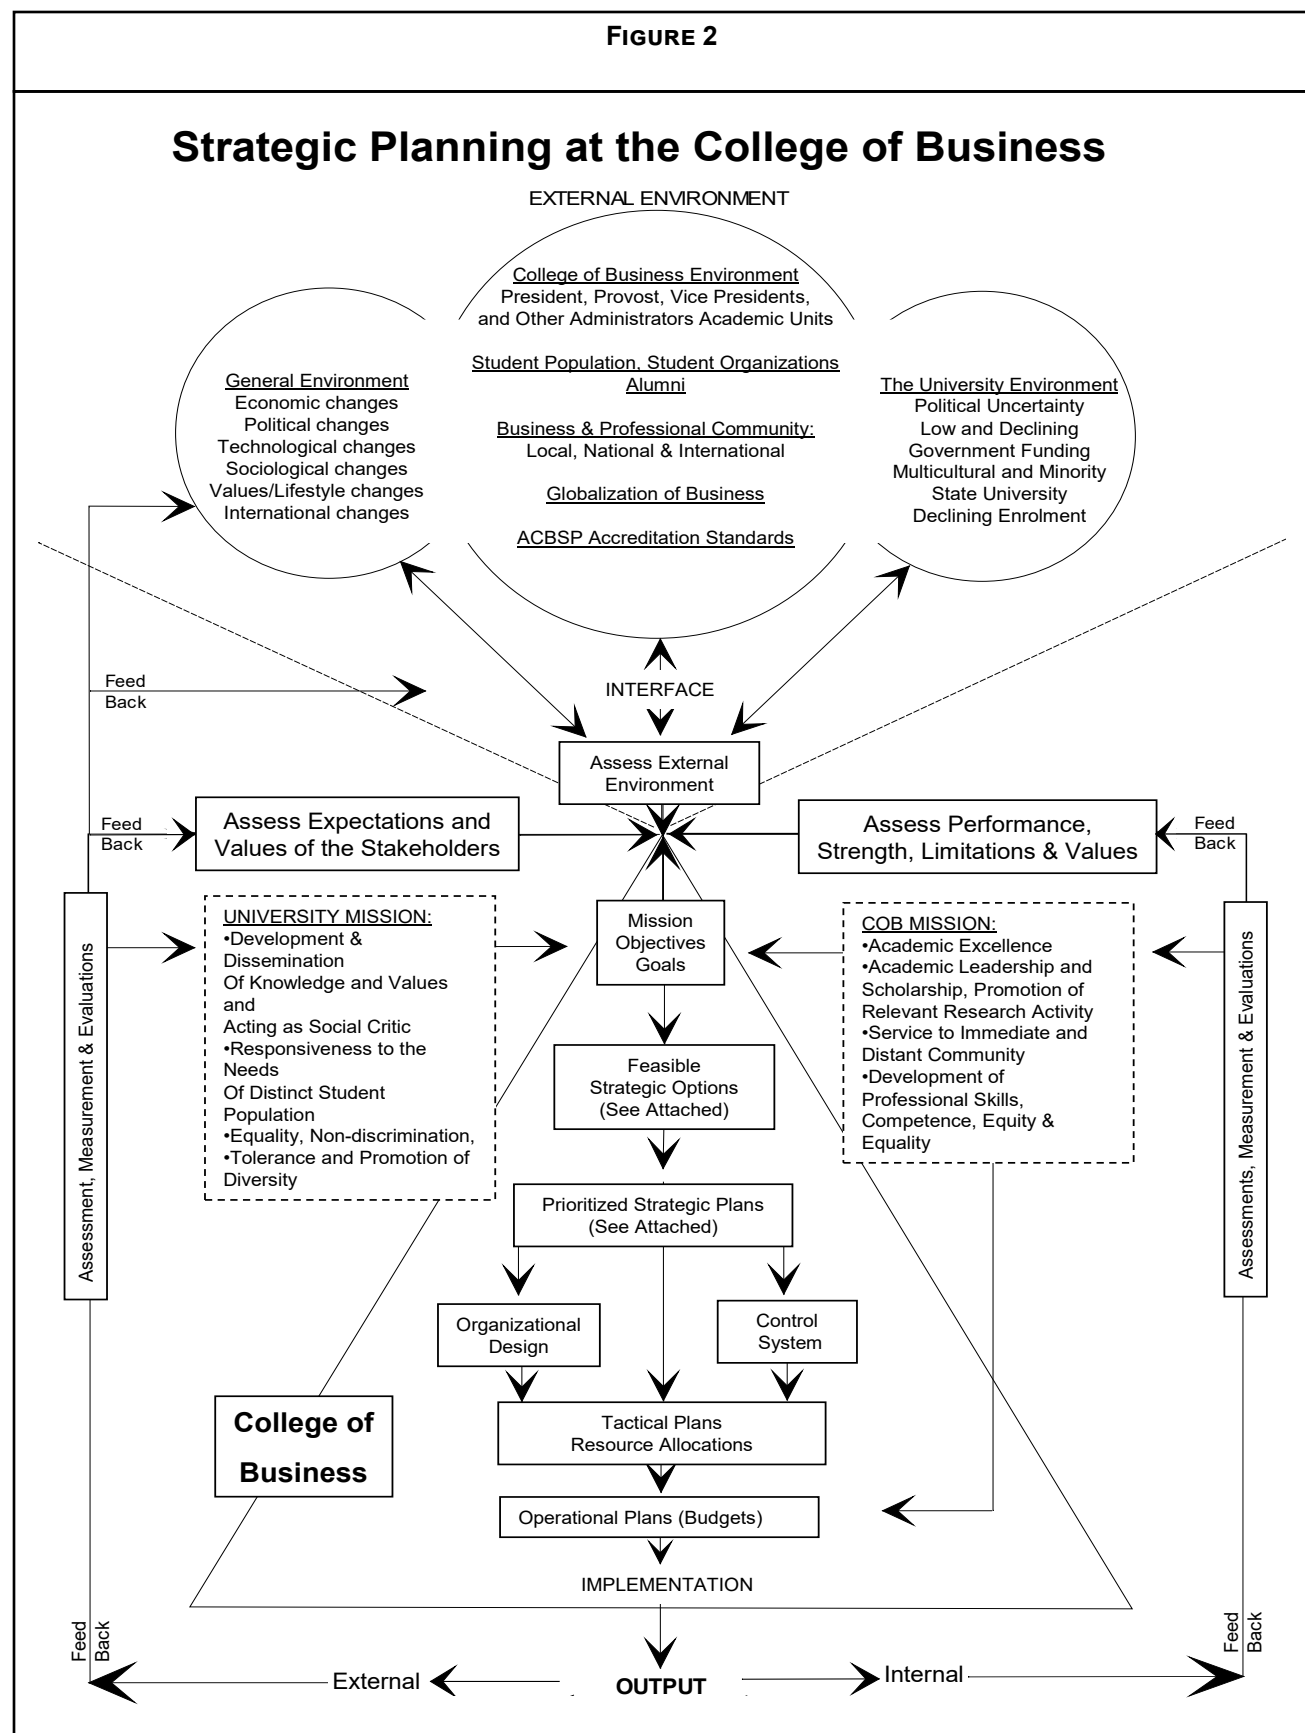 FIGURE 2
Strategic Planning at the College of Business
EXTERNAL ENVIRONMENT
College of Business Environment
President, Provost, Vice Presidents,
and Other Administrators Academic Units
Student Population, Student Organizations
Alumni
Business & Professional Community:
Local, National & International
Globalization of Business
ACBSP Accreditation Standards
General Environment
Economic changes
Political changes
Technological changes
Sociological changes
Values/Lifestyle changes
International changes
The University Environment
Political Uncertainty
Low and Declining
Government Funding
Multicultural and Minority
State University
Declining Enrolment
Feed
Back
INTERFACE
Assess External
Environment
Feed
Back
Assess Expectations and
Values of the Stakeholders
Assess Performance,
Strength, Limitations & Values
Feed
Back
Assessment, Measurement & Evaluations
UNIVERSITY MISSION:
•Development &
Dissemination
Of Knowledge and Values
and
Acting as Social Critic
•Responsiveness to the
Needs
Of Distinct Student
Population
•Equality, Non-discrimination,
•Tolerance and Promotion of
Diversity
Mission
Objectives
Goals
COB MISSION:
•Academic Excellence
•Academic Leadership and
Scholarship, Promotion of
Relevant Research Activity
•Service to Immediate and
Distant Community
•Development of
Professional Skills,
Competence, Equity &
Equality
Assessments, Measurement & Evaluations
Feasible
Strategic Options
(See Attached)
Prioritized Strategic Plans
(See Attached)
Organizational
Design
Control
System
College of
Business
Tactical Plans
Resource Allocations
Operational Plans (Budgets)
IMPLEMENTATION
Feed
Back
External
OUTPUT
Internal
Feed
Back